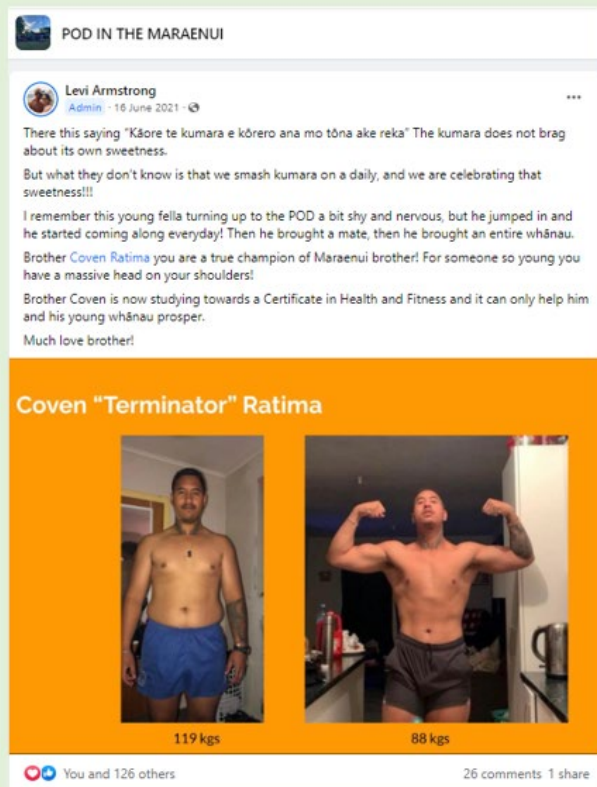 POD IN THE MARAENUI
Levi Armstrong
Admin · 16 June 2021 ·
There this saying "Kāore te kumara e kōrero ana mo tōna ake reka" The kumara does not brag
about its own sweetness.
But what they don't know is that we smash kumara on a daily, and we are celebrating that
sweetness!!!
I remember this young fella turning up to the POD a bit shy and nervous, but he jumped in and
he started coming along everyday! Then he brought a mate, then he brought an entire whānau.
Brother Coven Ratima you are a true champion of Maraenui brother! For someone so young you
have a massive head on your shoulders!
Brother Coven is now studying towards a Certificate in Health and Fitness and it can only help him
and his young whānau prosper.
Much love brother!
Coven “Terminator” Ratima
119 kgs
88 kgs
You and 126 others
26 comments 1 share